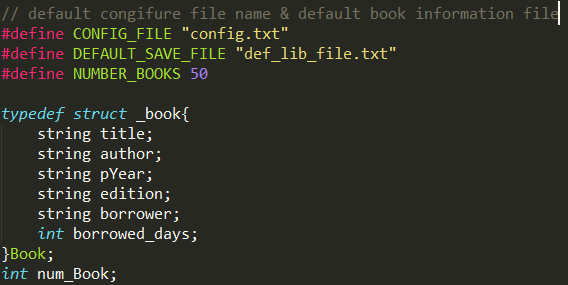 // default congifure file name & default book information file
#define CONFIG_FILE "config.txt"
#define DEFAULT_SAVE_FILE "def_lib_file.txt"
#define NUMBER_BOOKS 50
typedef struct _book{
    string title;
    string author;
    string pYear;
    string edition;
    string borrower;
    int borrowed_days;
}Book;
int num_Book;